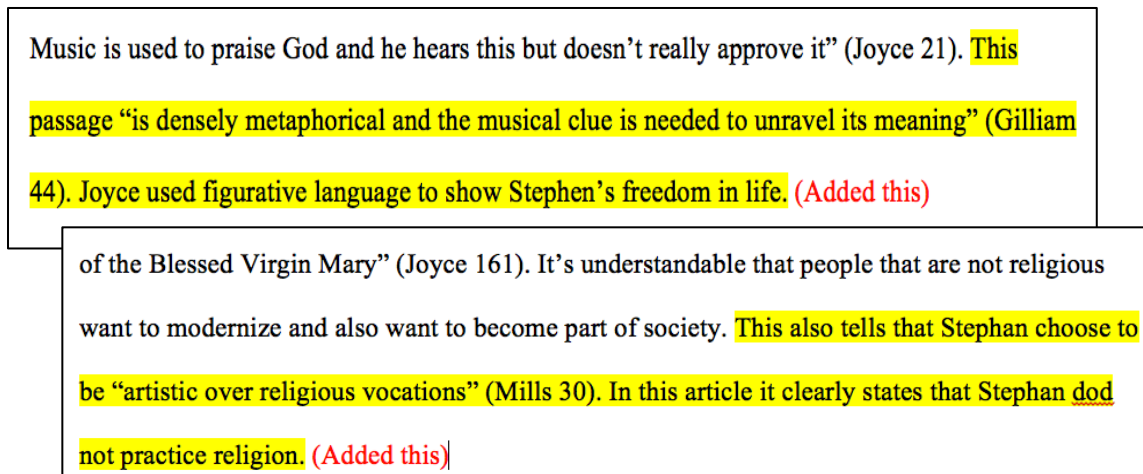 Music is used to praise God and he hears this but doesn’t really approve it” (Joyce 21). This
passage “is densely metaphorical and the musical clue is needed to unravel its meaning” (Gilliam
44). Joyce used figurative language to show Stephen’s freedom in life. (Added this)
of the Blessed Virgin Mary” (Joyce 161). It’s understandable that people that are not religious
want to modernize and also want to become part of society. This also tells that Stephan choose to
be “artistic over religious vocations” (Mills 30). In this article it clearly states that Stephan dod
not practice religion. (Added this)